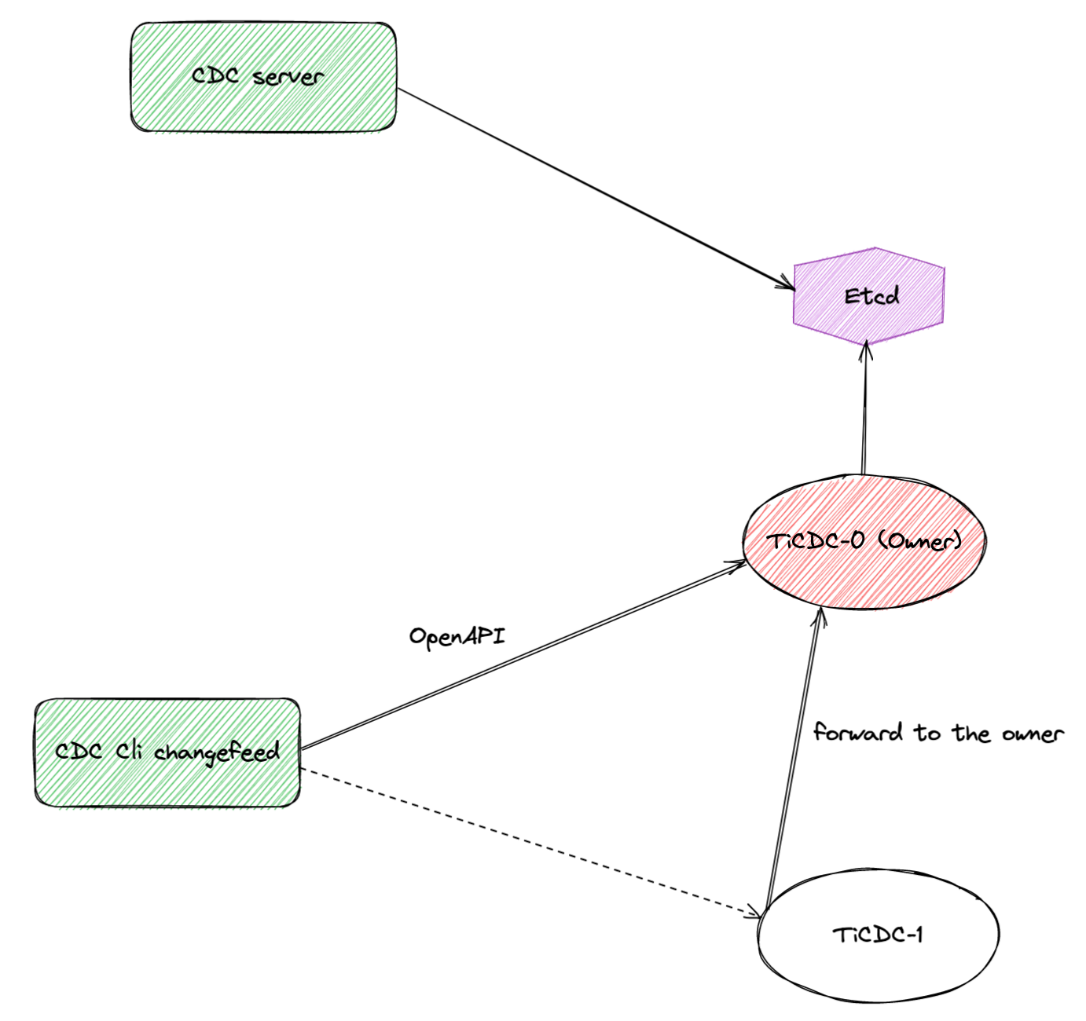 CDC server
Etcd
TiCDC-0 (Owner)
OpenAPI
forward to the owner
CDC Cli changefeed
TiCDC-1